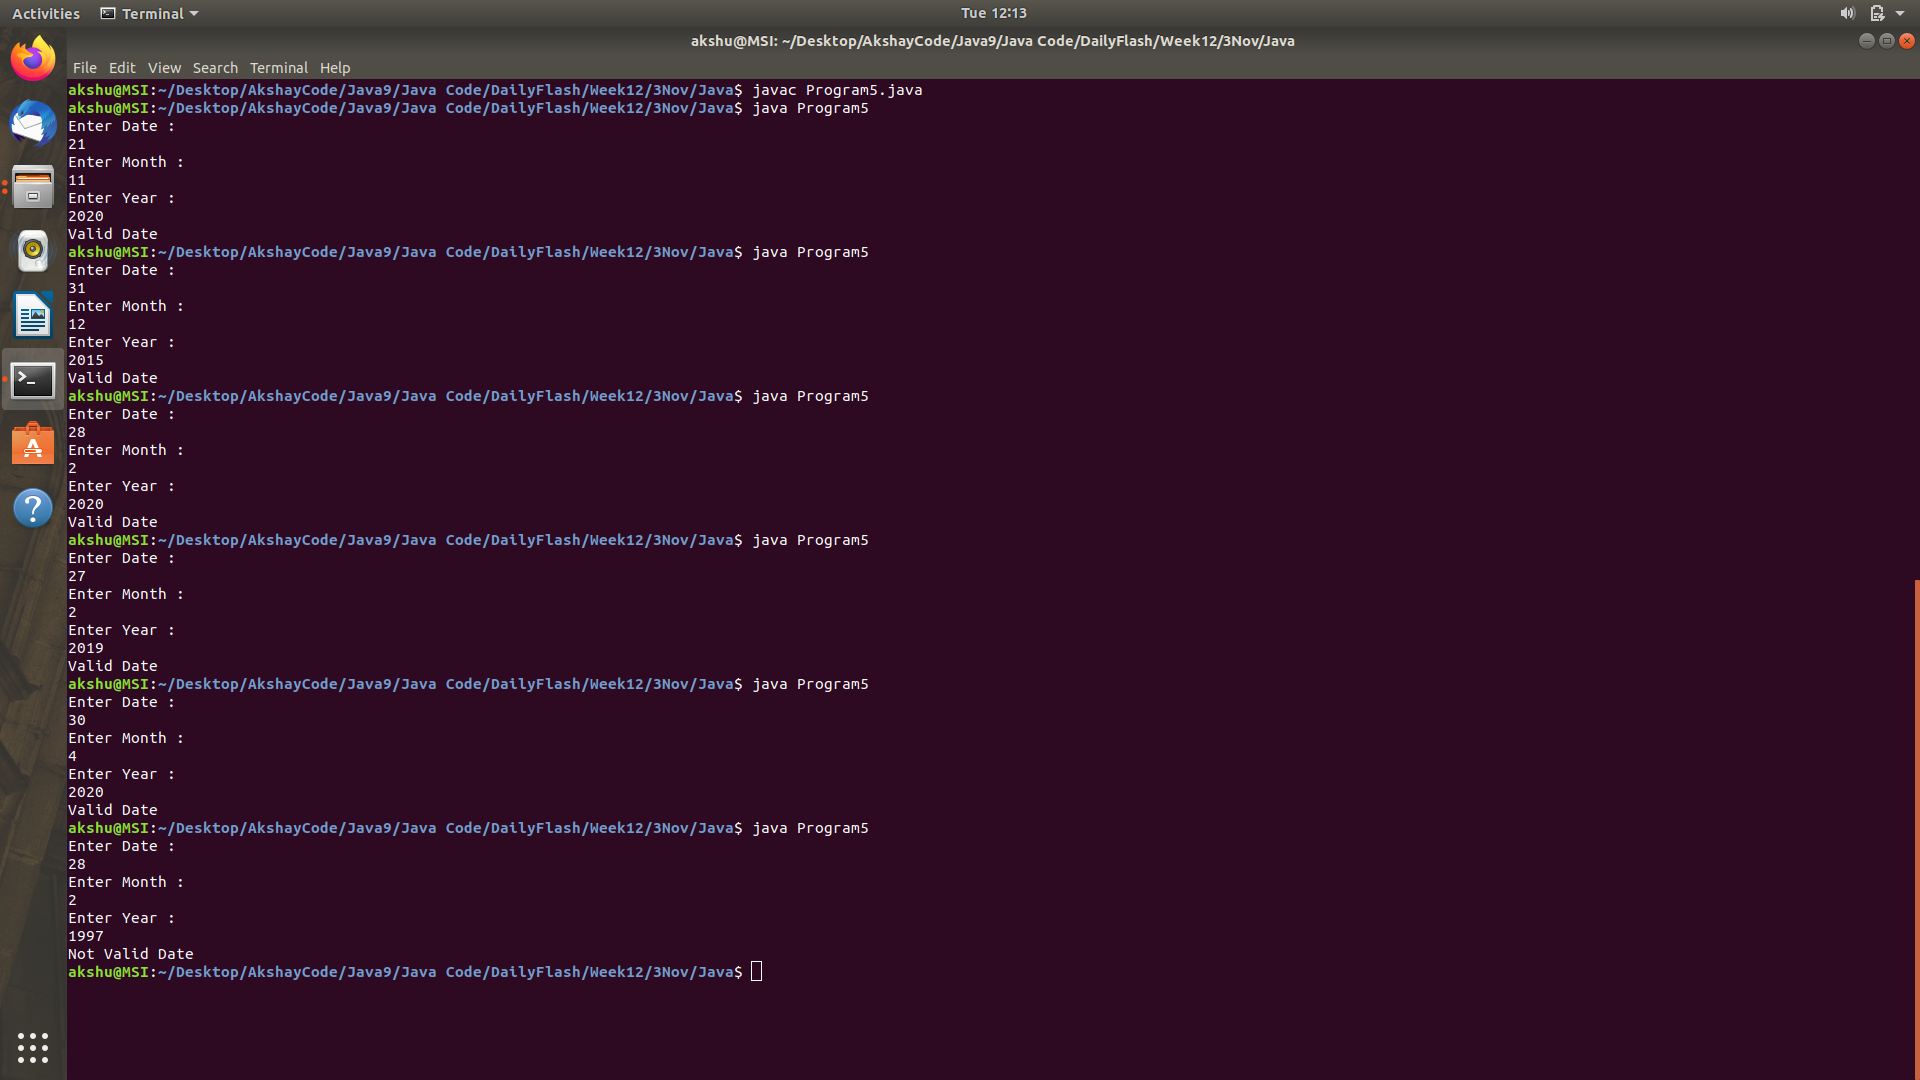 Activities Terminal Tue 12:13
akshu@MSI: ~/Desktop/AkshayCode/Java9/Java Code/DailyFlash/Week12/3Nov/Java
File Edit View Search Terminal Help
akshu@MSI:~/Desktop/AkshayCode/Java9/Java Code/DailyFlash/Week12/3Nov/Java$ javac Program5.java
akshu@MSI:~/Desktop/AkshayCode/Java9/Java Code/DailyFlash/Week12/3Nov/Java$ java Program5
Enter Date :
21
Enter Month :
11
Enter Year :
2020
Valid Date
akshu@MSI:~/Desktop/AkshayCode/Java9/Java Code/DailyFlash/Week12/3Nov/Java$ java Program5
Enter Date :
31
Enter Month :
12
Enter Year :
2015
Valid Date
akshu@MSI:~/Desktop/AkshayCode/Java9/Java Code/DailyFlash/Week12/3Nov/Java$ java Program5
Enter Date :
28
Enter Month :
2
Enter Year :
2020
Valid Date
akshu@MSI:~/Desktop/AkshayCode/Java9/Java Code/DailyFlash/Week12/3Nov/Java$ java Program5
Enter Date :
27
Enter Month :
2
Enter Year :
2019
Valid Date
akshu@MSI:~/Desktop/AkshayCode/Java9/Java Code/DailyFlash/Week12/3Nov/Java$ java Program5
Enter Date :
30
Enter Month :
4
Enter Year :
2020
Valid Date
akshu@MSI:~/Desktop/AkshayCode/Java9/Java Code/DailyFlash/Week12/3Nov/Java$ java Program5
Enter Date :
28
Enter Month :
2
Enter Year :
1997
Not Valid Date
akshu@MSI:~/Desktop/AkshayCode/Java9/Java Code/DailyFlash/Week12/3Nov/Java$